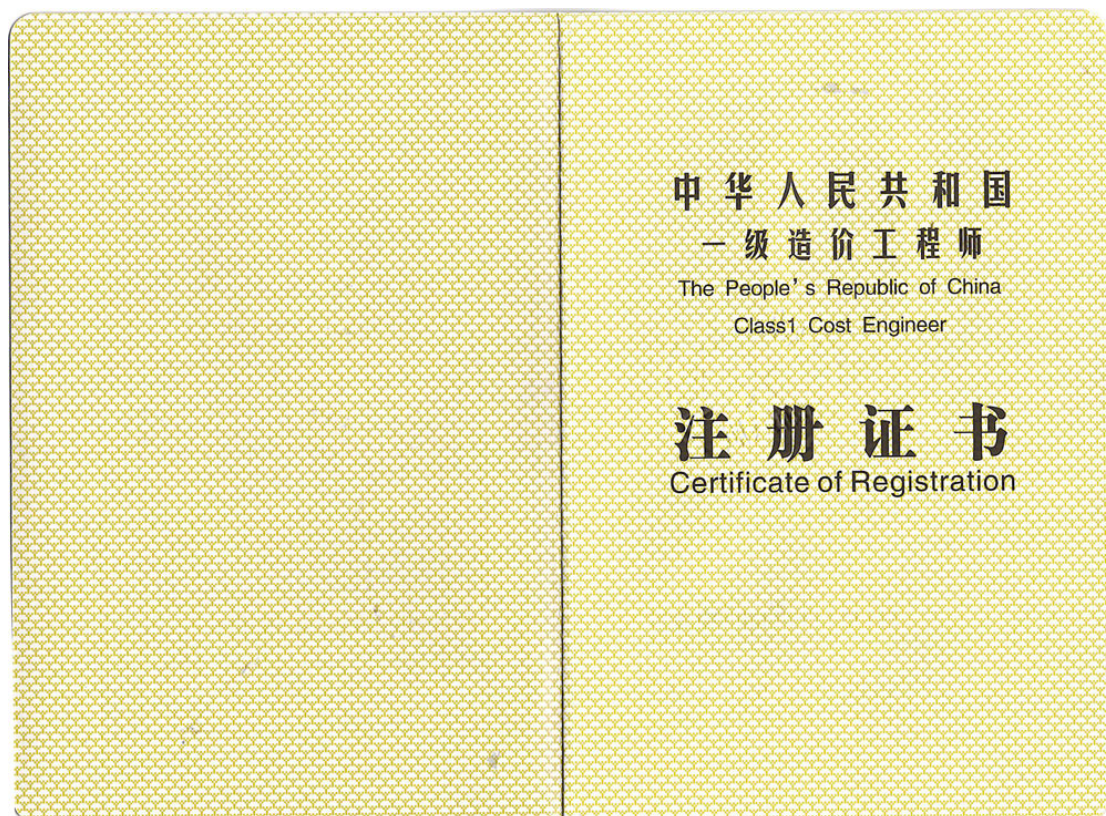 中华人民共和国
一级造价工程师
The People's Republic of China
Class1 Cost Engineer
注册证书
Certificate of Registration